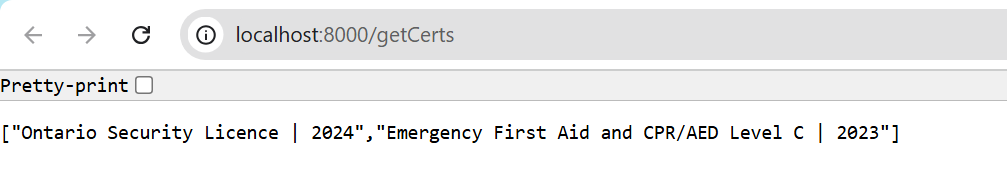 localhost:8000/getCerts
Pretty-print
["Ontario Security Licence | 2024","Emergency First Aid and CPR/AED Level C | 2023"]